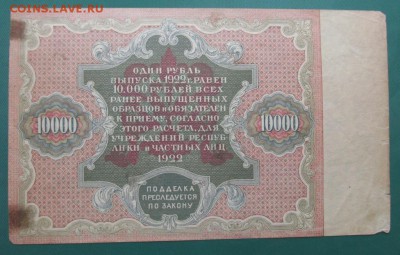 COINS.LAVE.RU
ОДИН РУБЛЬ
ВЫПУСКА 1922 г. РАВЕН
10.000 РУБЛЕЙ ВСЕХ
РАНЕЕ ВЫПУЩЕННЫХ
ОБРАЗЦОВ И ОБЯЗАТЕЛЕН
К ПРИЕМУ, СОГЛАСНО
ЭТОГО РАСЧЕТА, ДЛЯ
УЧРЕЖДЕНИЙ РЕСПУБ-
ЛИКИ и ЧАСТНЫХ ЛИЦ
1922
10000
10000
ПОДДЕЛКА
ПРЕСЛЕДУЕТСЯ
ПО ЗАКОНУ